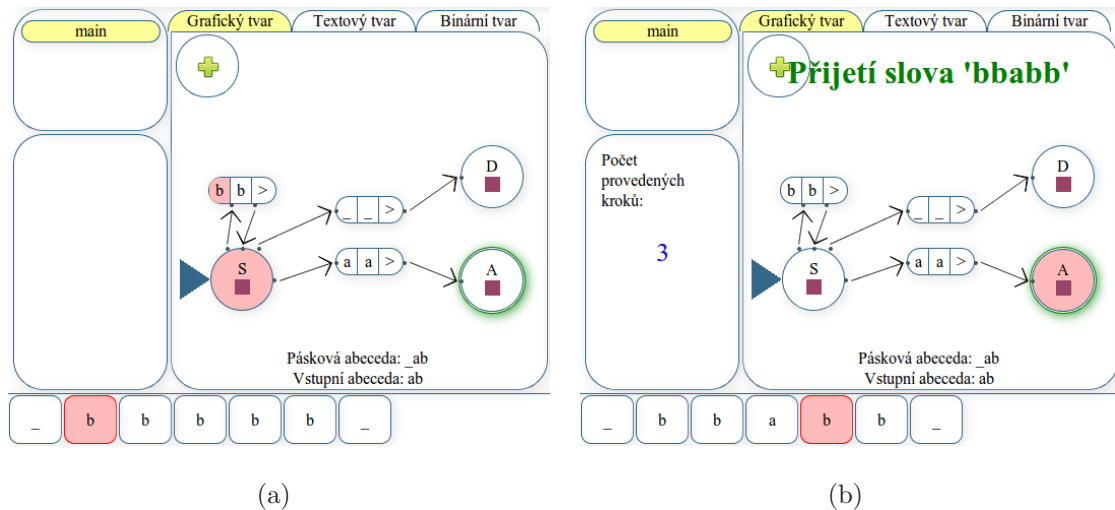 main
Grafický tvar
Textový tvar
Binární tvar
b b >
_ _ >
a a >
S
D
A
Pásková abeceda: _ab
Vstupní abeceda: ab
_ b b b b b _
(a)
main
Grafický tvar
Textový tvar
Binární tvar
Přijetí slova 'bbabb'
Počet
provedených
kroků:
3
b b >
_ _ >
a a >
S
D
A
Pásková abeceda: _ab
Vstupní abeceda: ab
_ b b a b b _
(b)